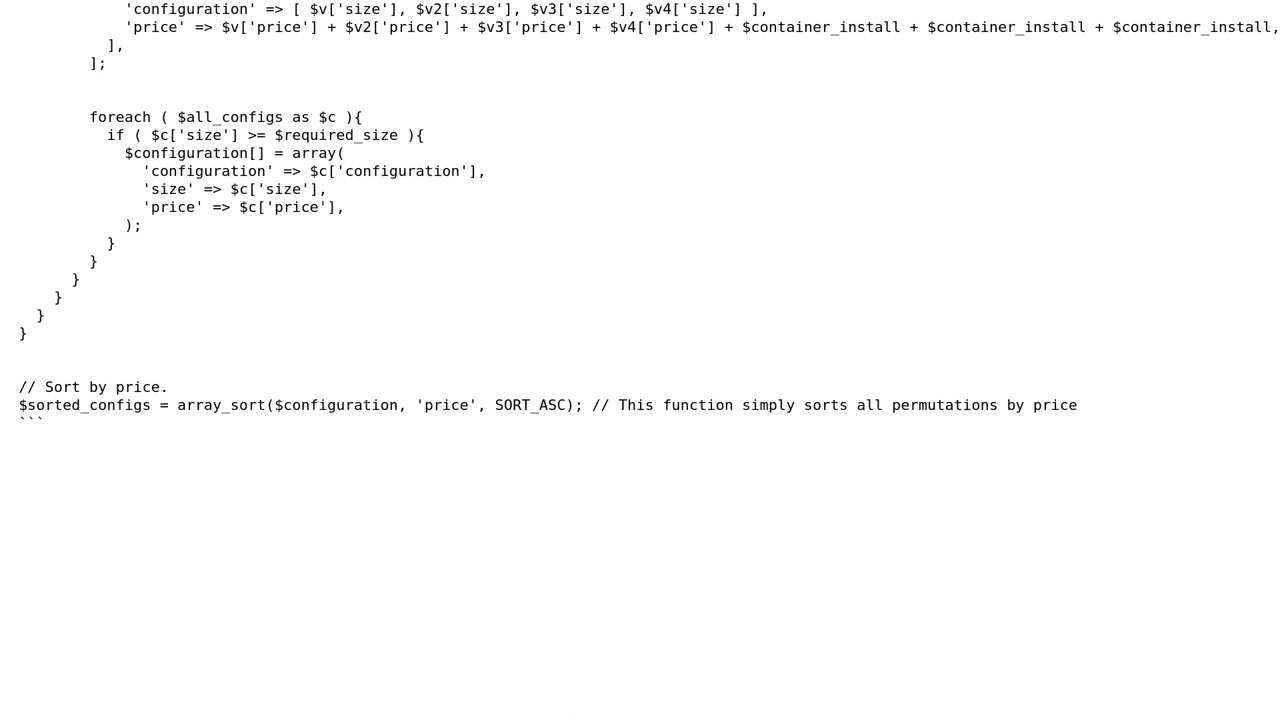 'configuration' => [ $v['size'], $v2['size'], $v3['size'], $v4['size'] ],
'price' => $v['price'] + $v2['price'] + $v3['price'] + $v4['price'] + $container_install + $container_install + $container_install,
],
];
foreach ( $all_configs as $c ){
if ( $c['size'] >= $required_size ){
$configuration[] = array(
'configuration' => $c['configuration'],
'size' => $c['size'],
'price' => $c['price'],
);
}
}
}
}
}
}
// Sort by price.
$sorted_configs = array_sort($configuration, 'price', SORT_ASC); // This function simply sorts all permutations by price
```